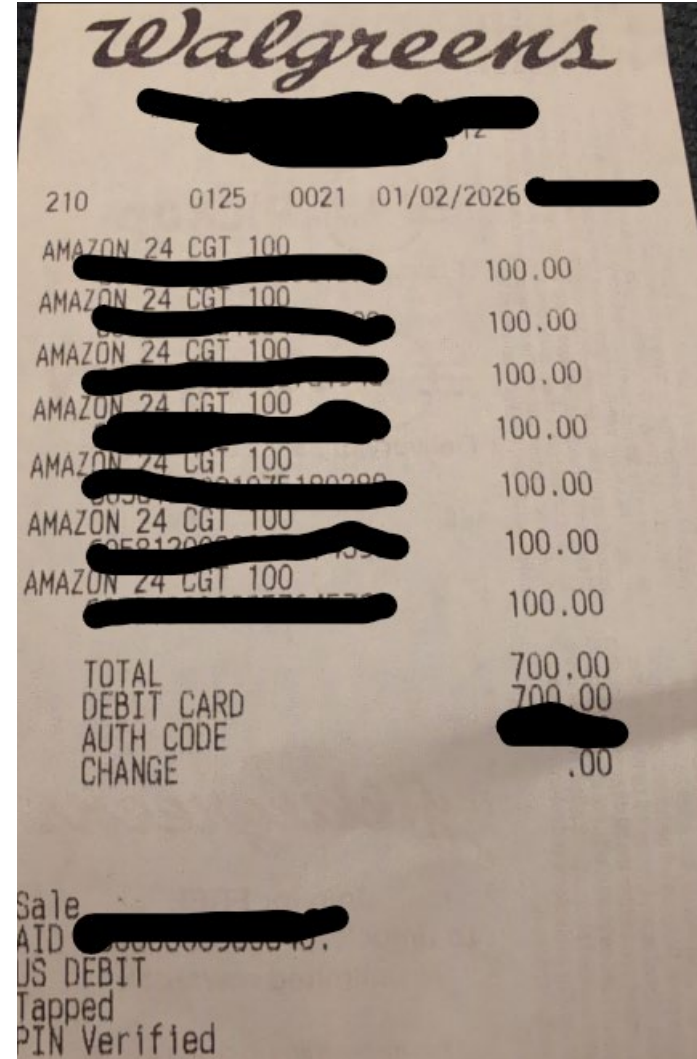 Walgreens
210 0125 0021 01/02/2026
AMAZON 24 CGT 100
100.00
AMAZON 24 CGT 100
100.00
AMAZON 24 CGT 100
100.00
AMAZON 24 CGT 100
100.00
AMAZON 24 CGT 100
100.00
AMAZON 24 CGT 100
100.00
AMAZON 24 CGT 100
100.00
TOTAL 700.00
DEBIT CARD 700.00
AUTH CODE
CHANGE .00
Sale
AID
US DEBIT
Tapped
PIN Verified